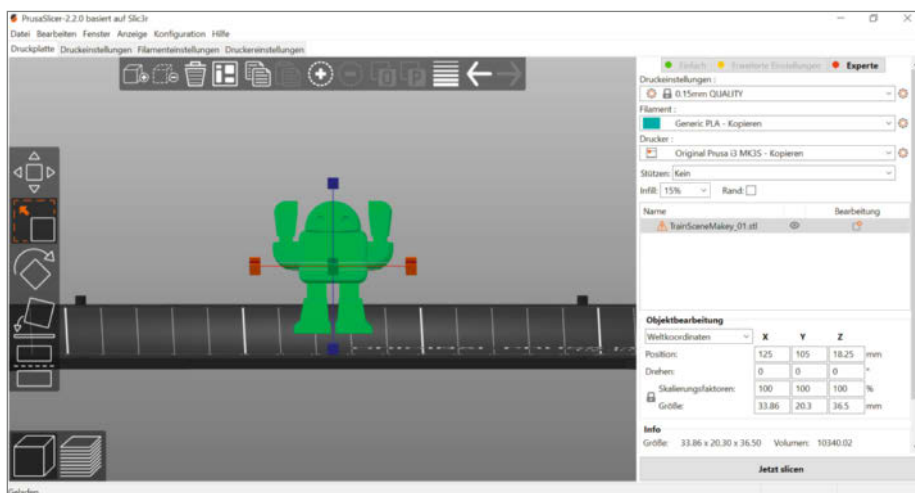 PrusaSlicer-2.2.0 basiert auf Slic3r
Datei Bearbeiten Fenster Anzeige Konfiguration Hilfe
Druckplatte Druckeinstellungen Filamenteinstellungen Druckereinstellungen
Einfach Erweiterte Einstellungen Experte
Druckeinstellungen :
0.15mm QUALITY
Filament :
Generic PLA - Kopieren
Drucker :
Original Prusa i3 MK3S - Kopieren
Stützen: Kein
Infill: 15% Rand:
Name Bearbeitung
TrainSceneMakey_01.stl
Objektbearbeitung
Weltkoordinaten X Y Z
Position: 125 105 18.25 mm
Drehen: 0 0 0 °
Skalierungsfaktoren: 100 100 100 %
Größe: 33.86 20.3 36.5 mm
Info
Größe: 33.86 x 20.30 x 36.50 Volumen: 10340.02
Jetzt slicen
Geladen